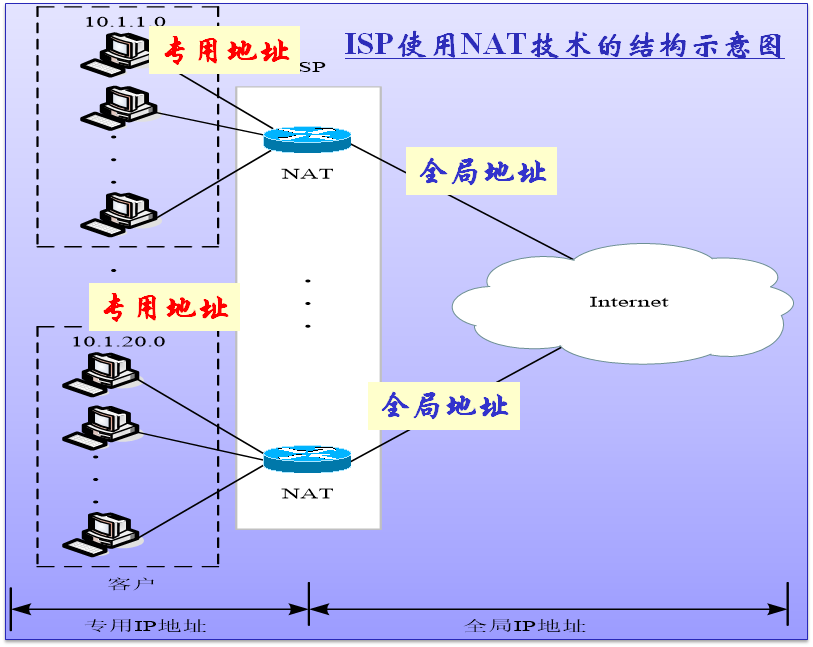 ISP使用NAT技术的结构示意图
10.1.1.0
专用地址
SP
NAT
全局地址
Internet
专用地址
10.1.20.0
全局地址
NAT
客户
专用IP地址
全局IP地址